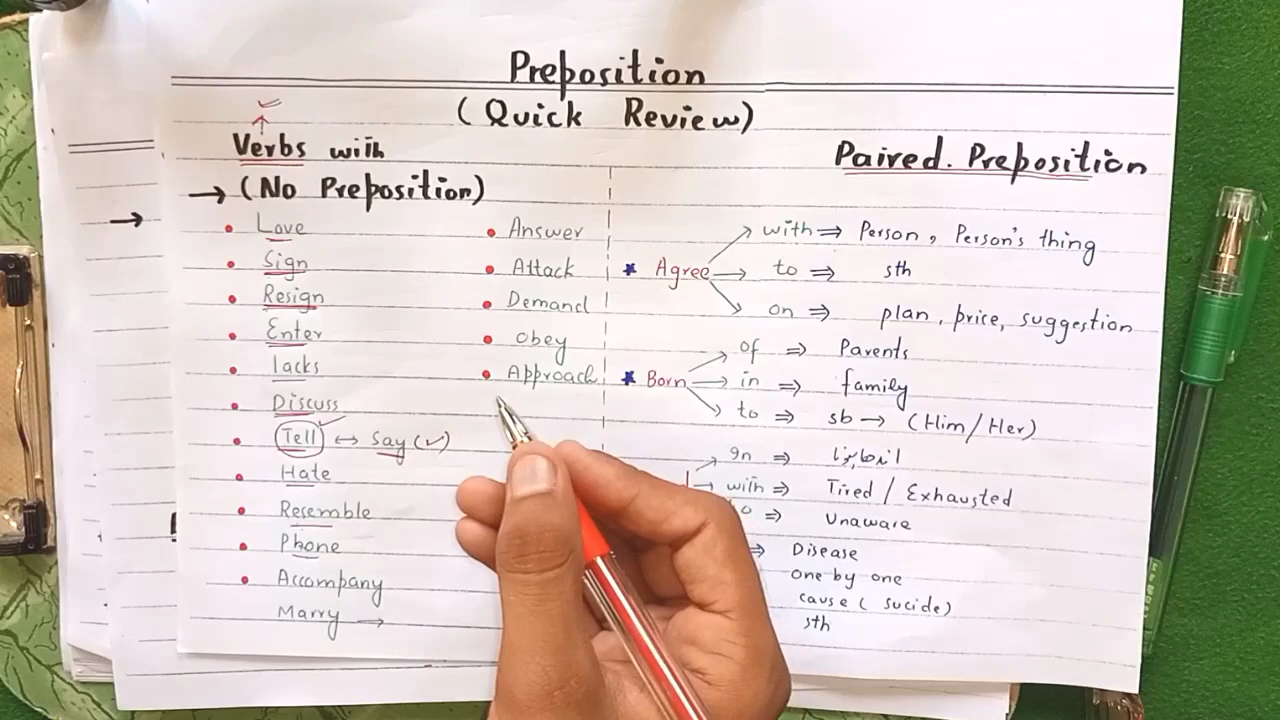 Preposition
(Quick Review)
Verbs with
→ (No Preposition)
• Love
• Sign
• Resign
• Enter
• lacks
• Discuss
• Tell ↔ Say (✓)
• Hate
• Resemble
• Phone
• Accompany
Marry →
• Answer
• Attack
• Demand
• obey
• Approach
Paired. Preposition
★ Agree → with ⇒ Person, Person's thing
→ to ⇒ sth
→ on ⇒ plan, price, suggestion
★ Born → of ⇒ Parents
→ in ⇒ family
→ to ⇒ sb → (Him/Her)
→ In ⇒
→ with ⇒ Tired / Exhausted
⇒ Unaware
⇒ Disease
One by one
cause (sucide)
sth